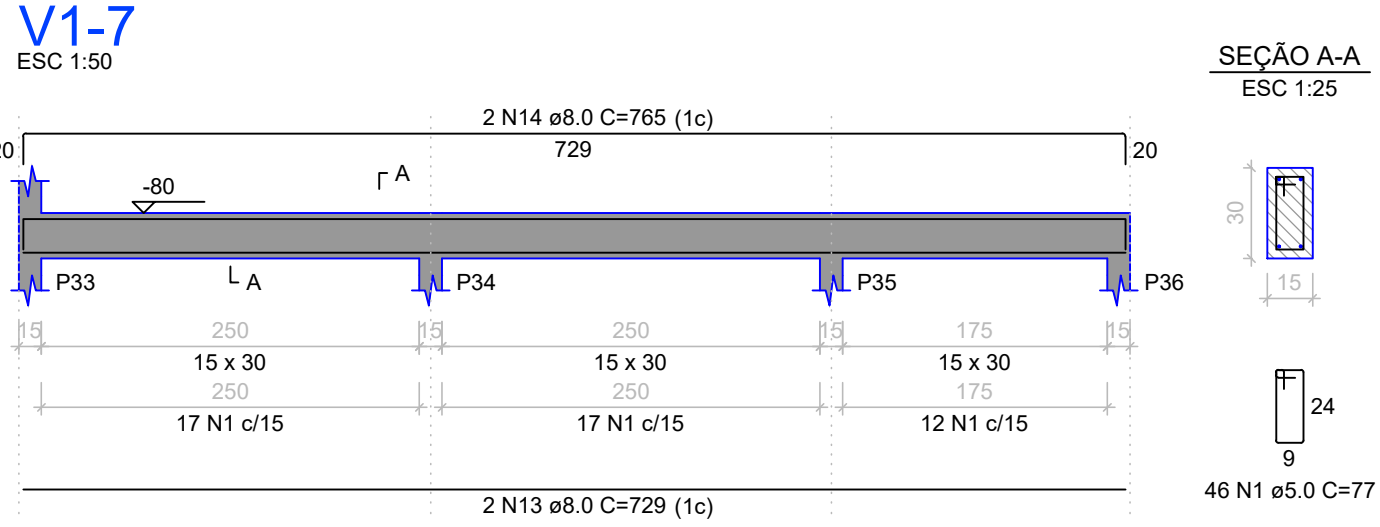 V1-7
ESC 1:50
SEÇÃO A-A
ESC 1:25
2 N14 ø8.0 C=765 (1c)
20
729
20
A
-80
30
A
P33
P34
P35
P36
15
15
250
15
250
15
175
15
15 x 30
15 x 30
15 x 30
250
250
175
17 N1 c/15
17 N1 c/15
12 N1 c/15
24
9
46 N1 ø5.0 C=77
2 N13 ø8.0 C=729 (1c)